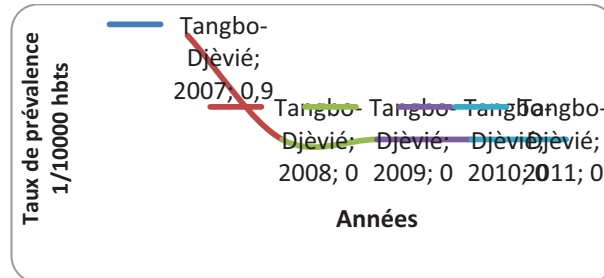 Taux de prévalence
1/10000 hbts
Tangbo-
Djèvié;
2007; 0,9
Tangbo-
Djèvié;
2008; 0
Tangbo-
Djèvié;
2009; 0
Tangbo-
Djèvié;
2010; 0
Tangbo-
Djèvié;
2011; 0
Années